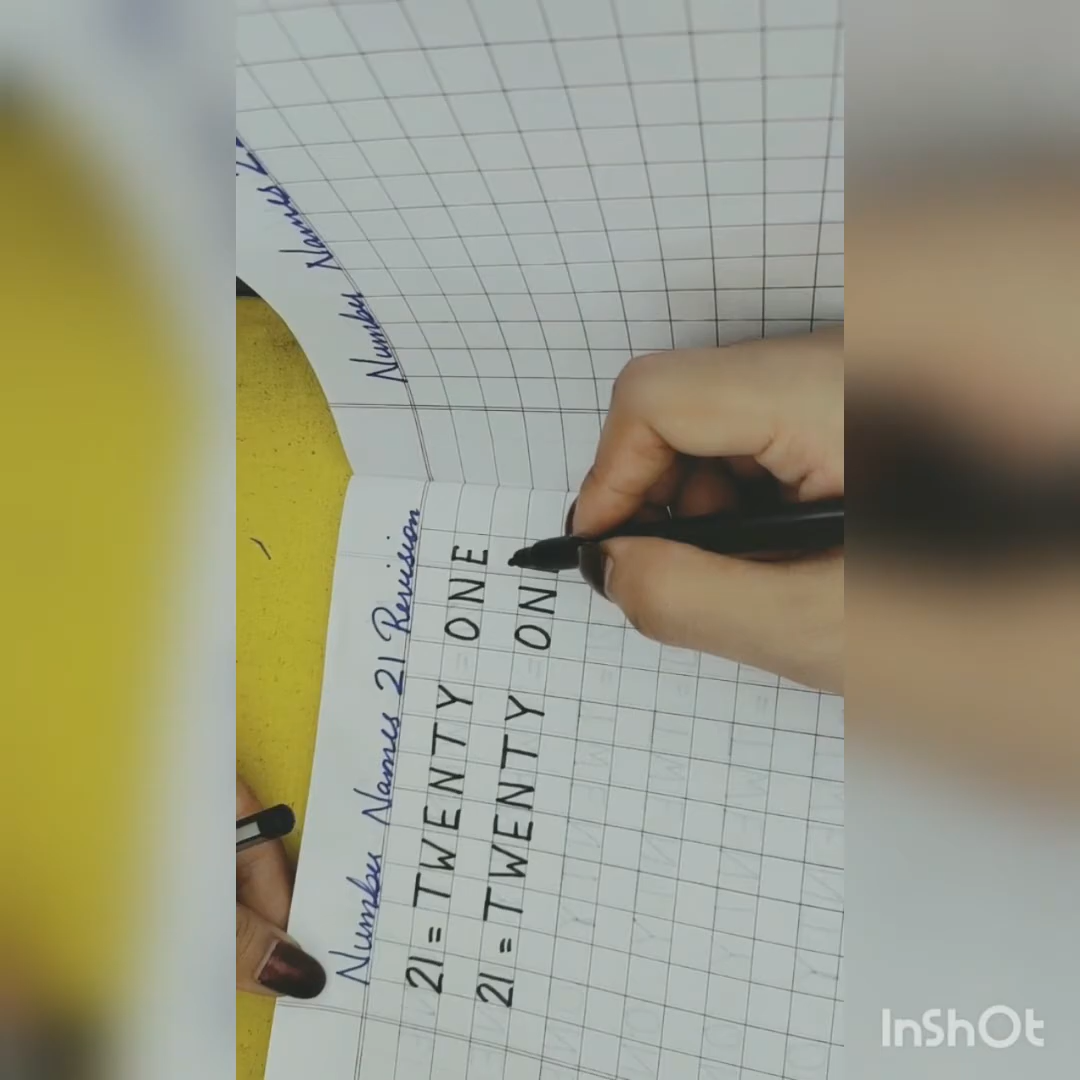 Number Names 21 Revision
21 = TWENTY ONE
21 = TWENTY ON
Number Names
InShOt